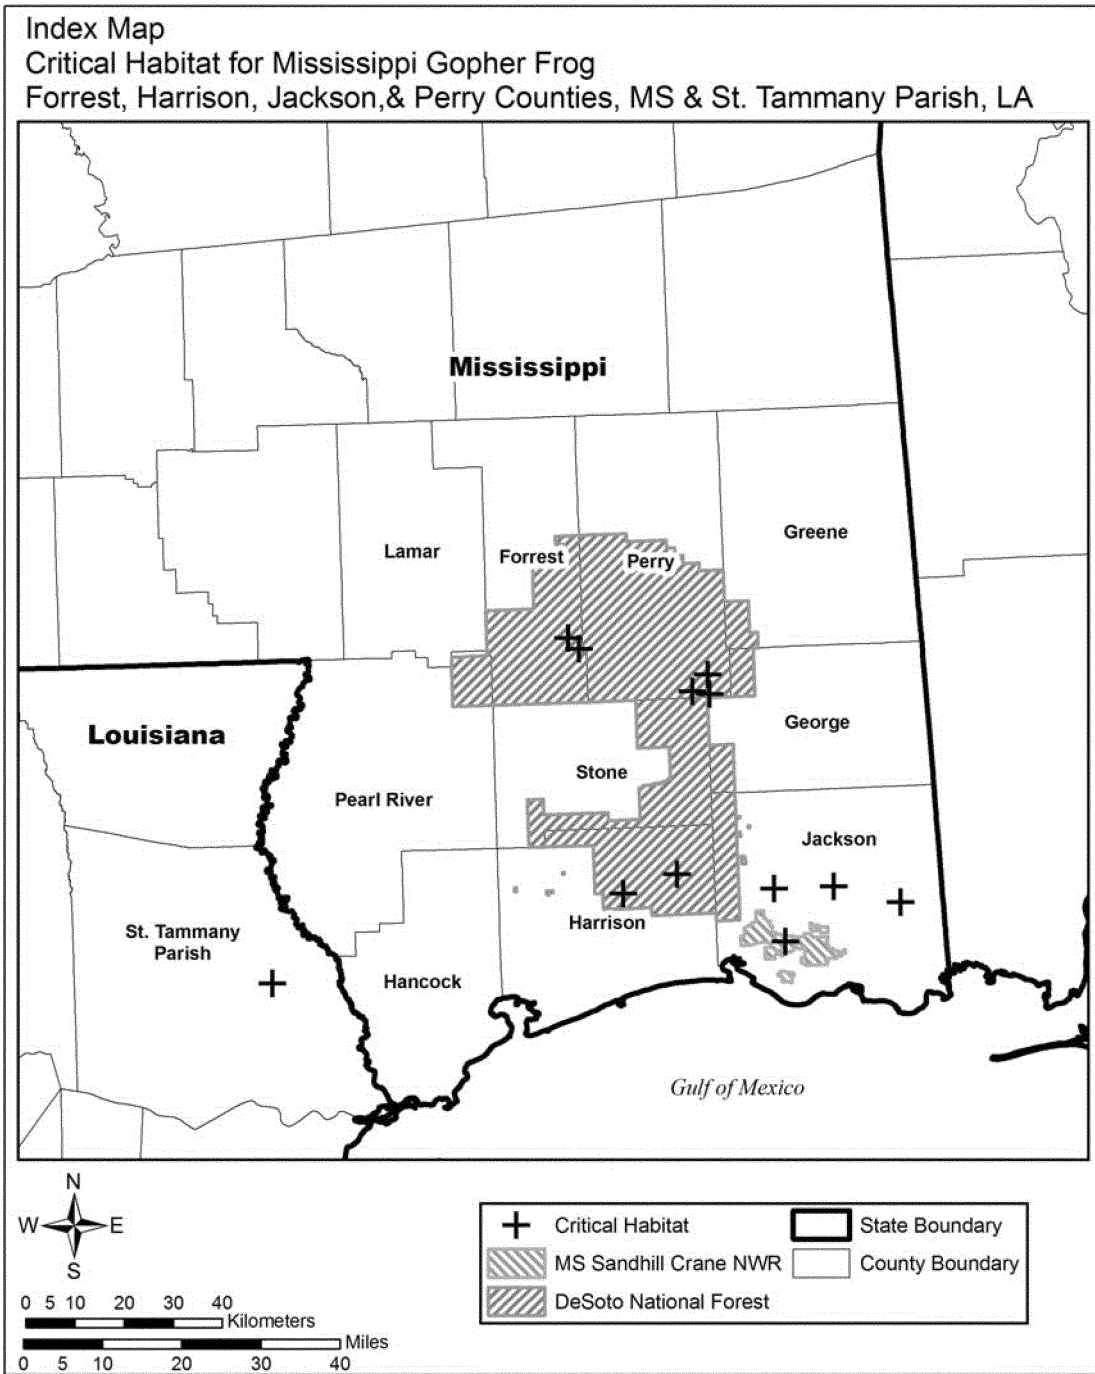 Index Map
Critical Habitat for Mississippi Gopher Frog
Forrest, Harrison, Jackson,& Perry Counties, MS & St. Tammany Parish, LA
Mississippi
Greene
Lamar
Forrest
Perry
Louisiana
George
Stone
Pearl River
Jackson
St. Tammany
Parish
Harrison
Hancock
Gulf of Mexico
N
W
E
S
0 5 10 20 30 40
Kilometers
Miles
0 5 10 20 30 40
Critical Habitat
State Boundary
MS Sandhill Crane NWR
County Boundary
DeSoto National Forest